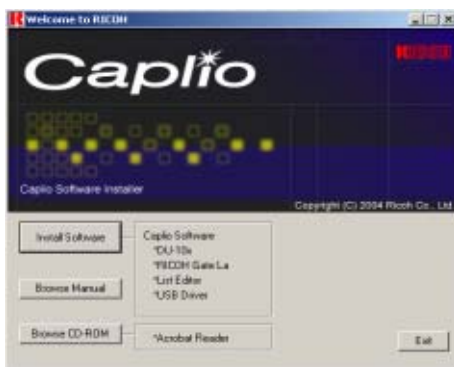 Welcome to RICOH
Caplio
RICOH
Caplio Software Installer
Copyright (C) 2004 Ricoh Co., Ltd
Install Software
Caplio Software
*DU-10x
*RICOH Gate La
*List Editor
*USB Driver
Browse Manual
Browse CD-ROM
*Acrobat Reader
Exit